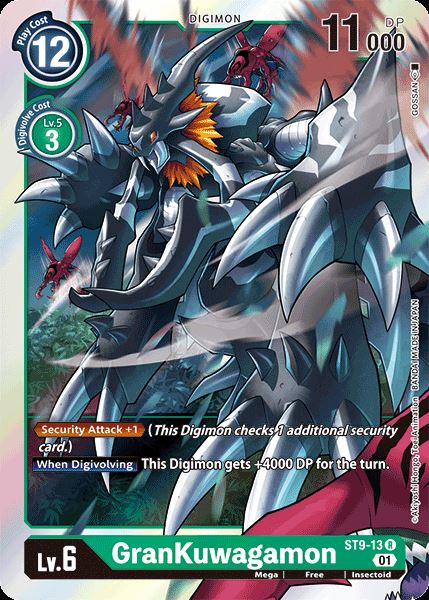 Play Cost
12
DIGIMON
DP
11000
Digivolve Cost
Lv.5
3
GOSSAN
Security Attack +1 (This Digimon checks 1 additional security
card.)
When Digivolving This Digimon gets +4000 DP for the turn.
© Akiyoshi Hongo, Toei Animation BANDAI MADE IN JAPAN
Lv.6
GranKuwagamon
ST9-13 R
01
Mega | Free | Insectoid